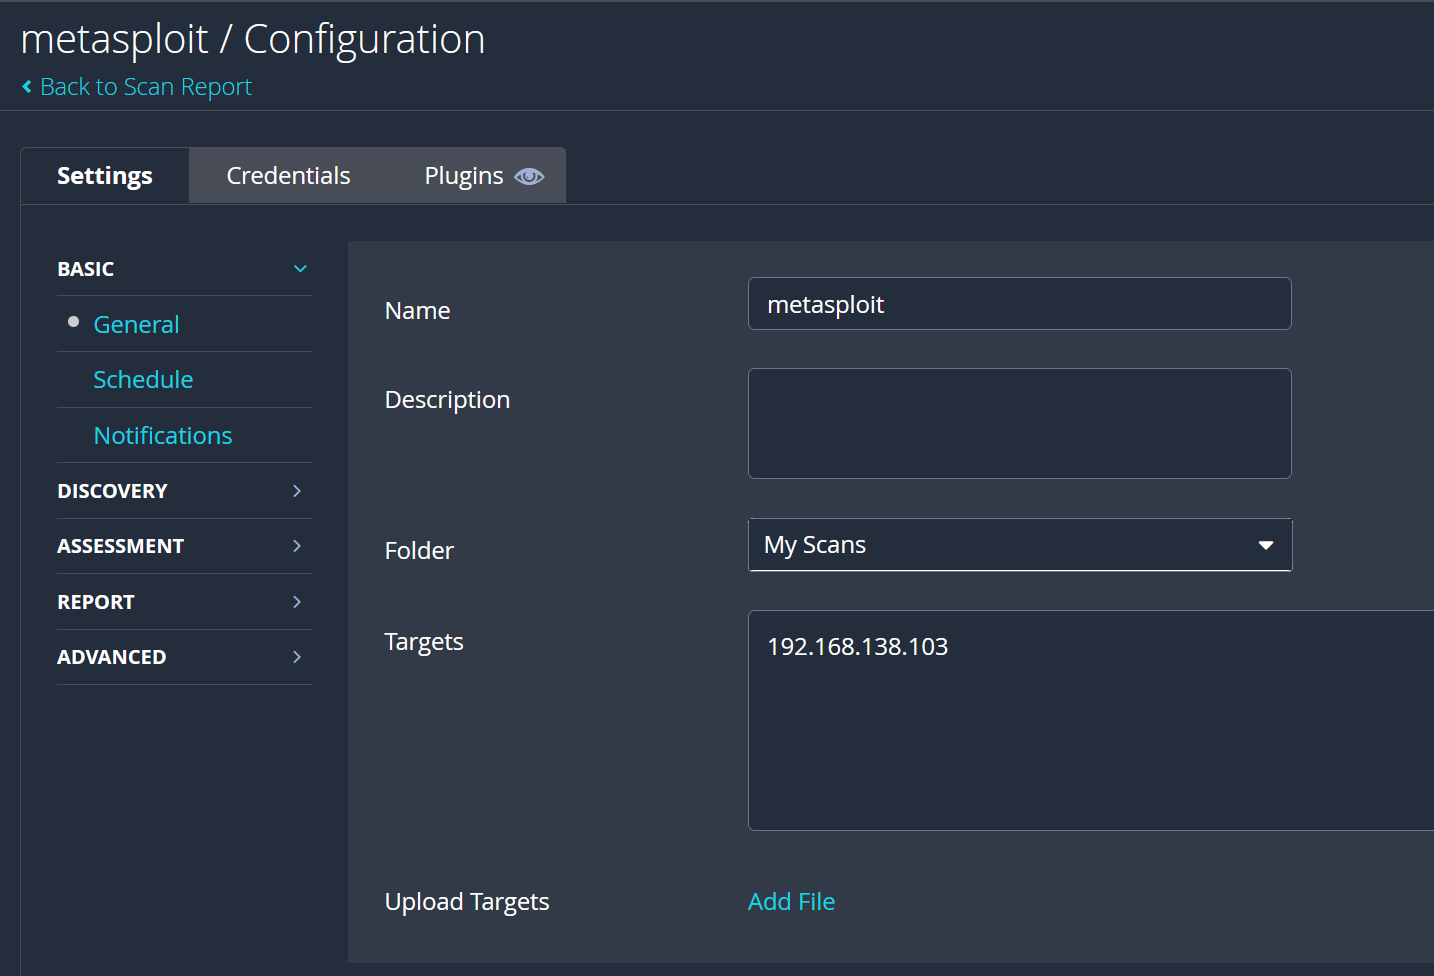 metasploit / Configuration
Back to Scan Report
Settings
Credentials
Plugins
BASIC
General
Schedule
Notifications
DISCOVERY
ASSESSMENT
REPORT
ADVANCED
Name
metasploit
Description
Folder
My Scans
Targets
192.168.138.103
Upload Targets
Add File